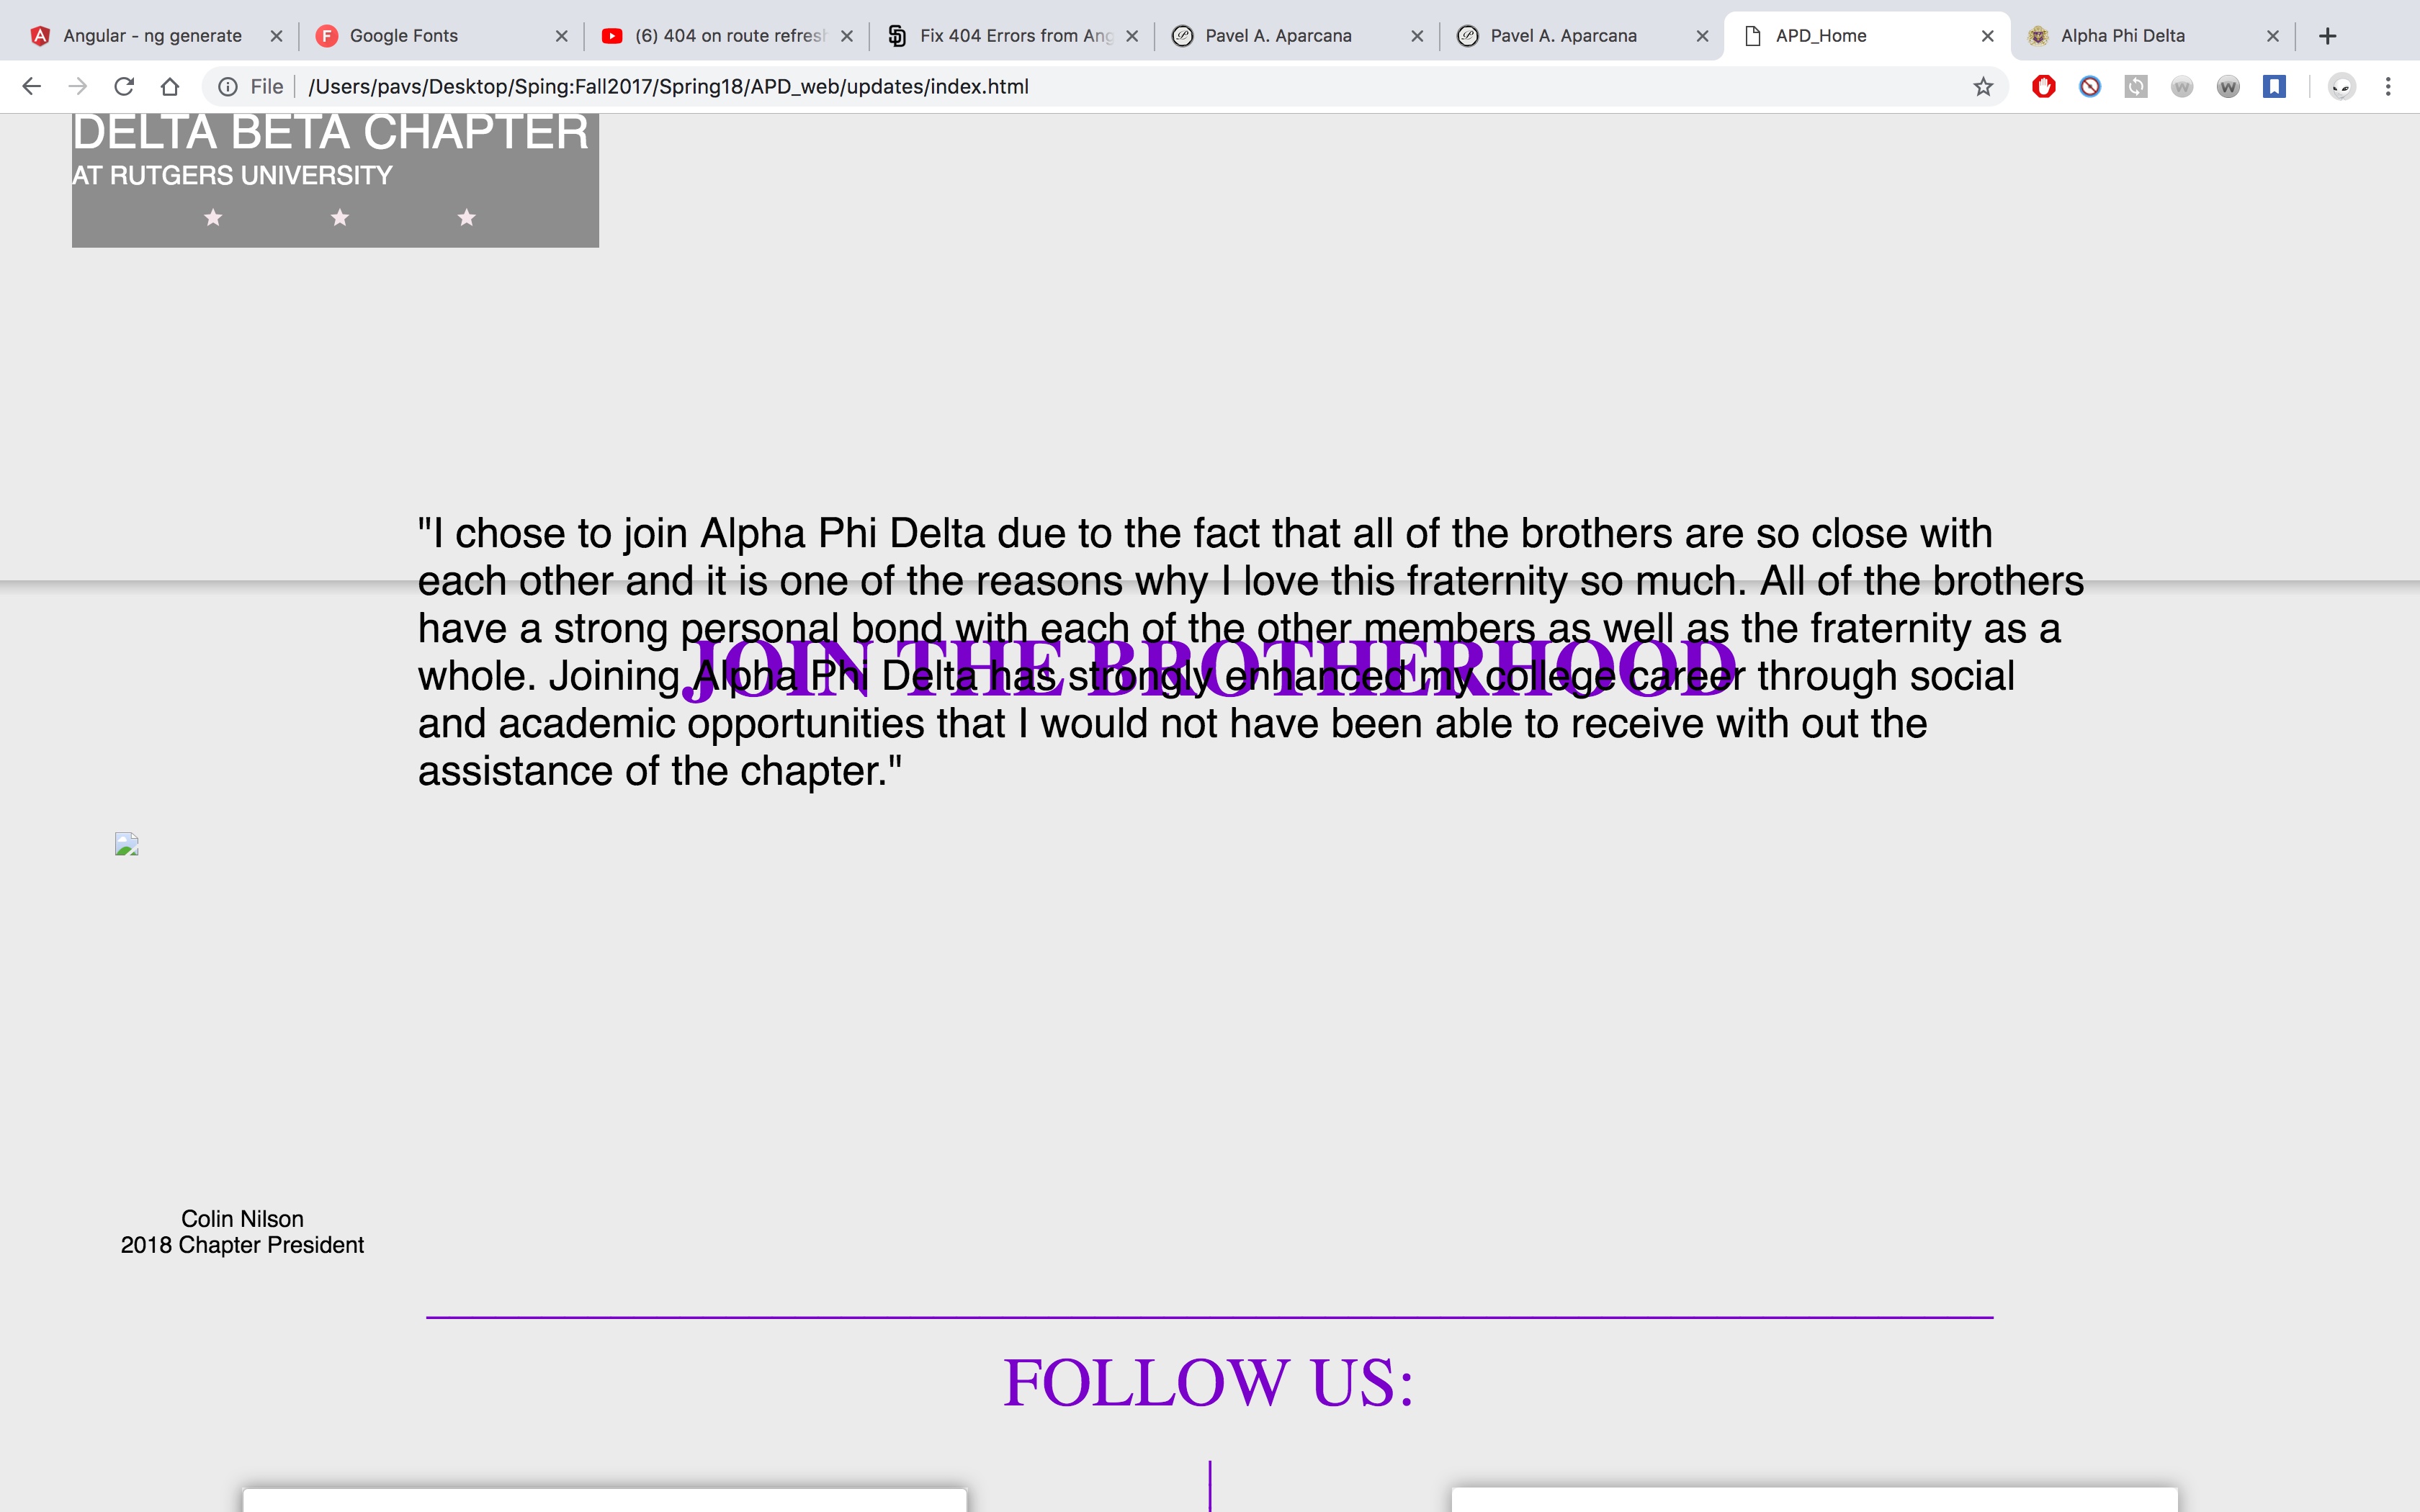 Angular - ng generate
Google Fonts
(6) 404 on route refresh
Fix 404 Errors from Ang
Pavel A. Aparcana
Pavel A. Aparcana
APD_Home
Alpha Phi Delta
File /Users/pavs/Desktop/Sping:Fall2017/Spring18/APD_web/updates/index.html
DELTA BETA CHAPTER
AT RUTGERS UNIVERSITY
"I chose to join Alpha Phi Delta due to the fact that all of the brothers are so close with
each other and it is one of the reasons why I love this fraternity so much. All of the brothers
have a strong personal bond with each of the other members as well as the fraternity as a
whole. Joining Alpha Phi Delta has strongly enhanced my college career through social
and academic opportunities that I would not have been able to receive with out the
assistance of the chapter."
JOIN THE BROTHERHOOD
Colin Nilson
2018 Chapter President
FOLLOW US: